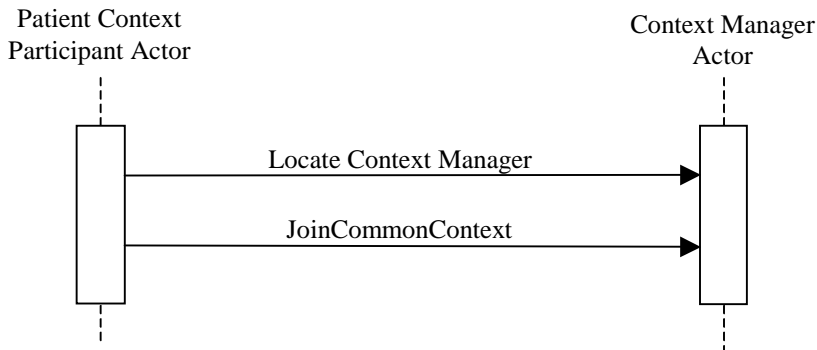 Patient Context
Participant Actor
Context Manager
Actor
Locate Context Manager
JoinCommonContext